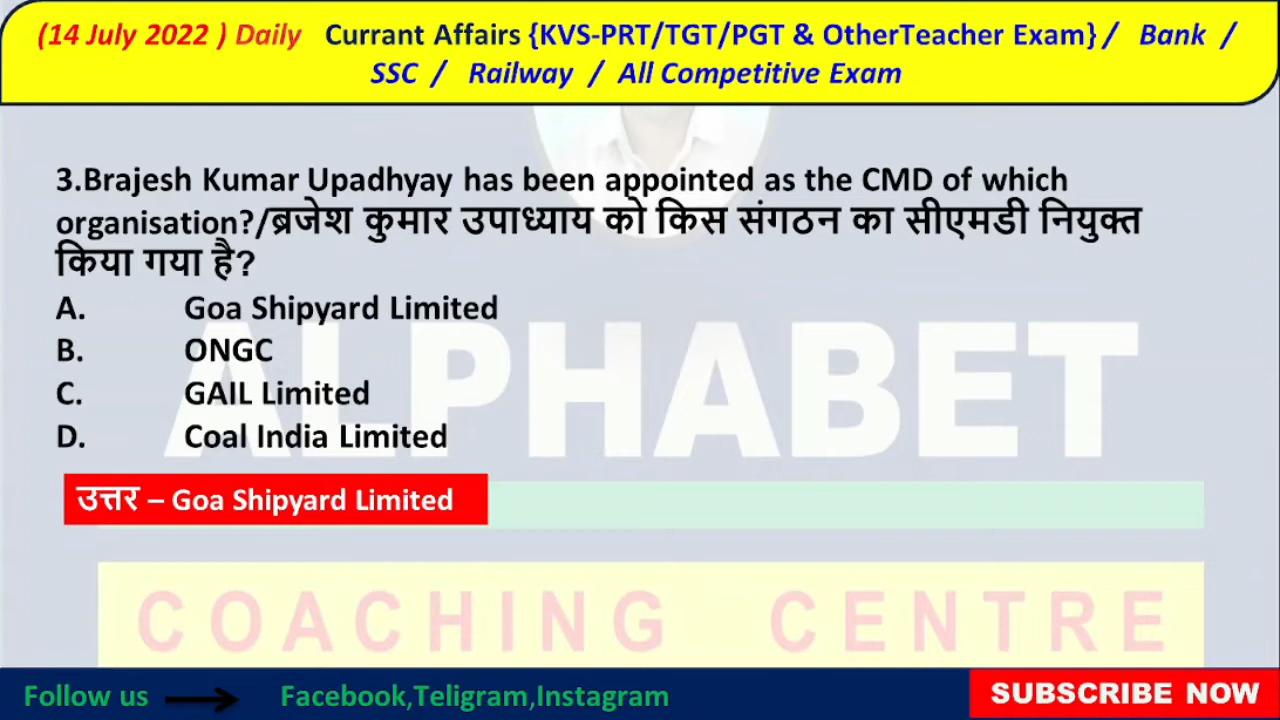 (14 July 2022 ) Daily Currant Affairs {KVS-PRT/TGT/PGT & OtherTeacher Exam} / Bank /
SSC / Railway / All Competitive Exam
3.Brajesh Kumar Upadhyay has been appointed as the CMD of which
organisation?/ब्रजेश कुमार उपाध्याय को किस संगठन का सीएमडी नियुक्त
किया गया है?
A. Goa Shipyard Limited
B. ONGC
C. GAIL Limited
D. Coal India Limited
ALPHABET
उत्तर – Goa Shipyard Limited
COACHING CENTRE
Follow us Facebook,Teligram,Instagram
SUBSCRIBE NOW